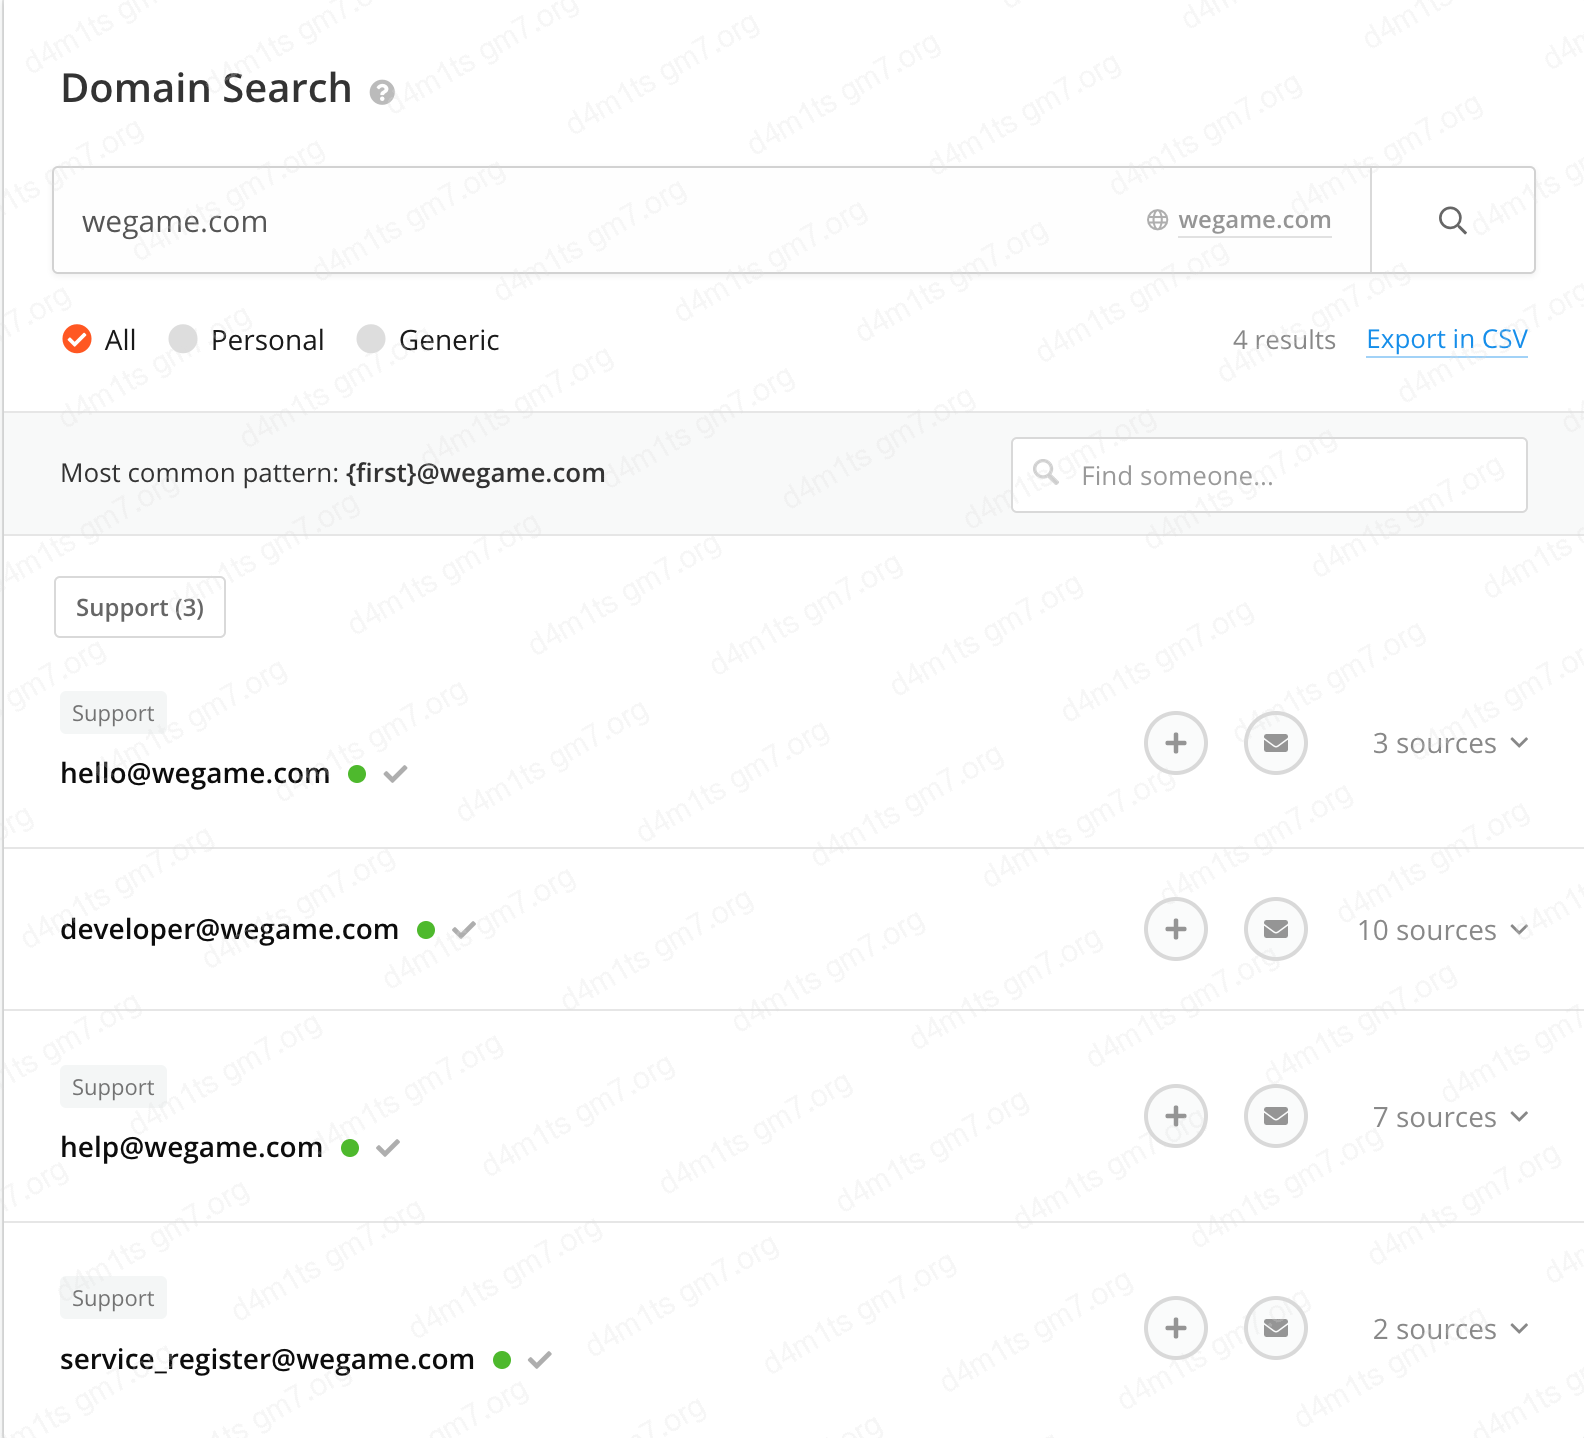 Domain Search ?
wegame.com
wegame.com
All Personal Generic
4 results Export in CSV
Most common pattern: {first}@wegame.com
Find someone...
Support (3)
Support
hello@wegame.com
3 sources
developer@wegame.com
10 sources
Support
help@wegame.com
7 sources
Support
service_register@wegame.com
2 sources
d4m1ts gm7.org